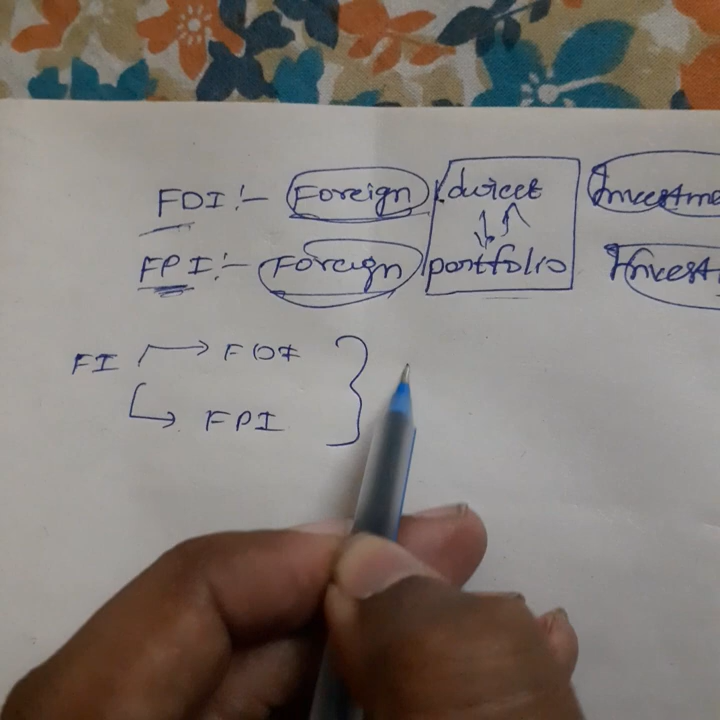 FDI :- Foreign direct Investme
FPI :- Foreign portfolio Invest
FI → FDI
→ FPI